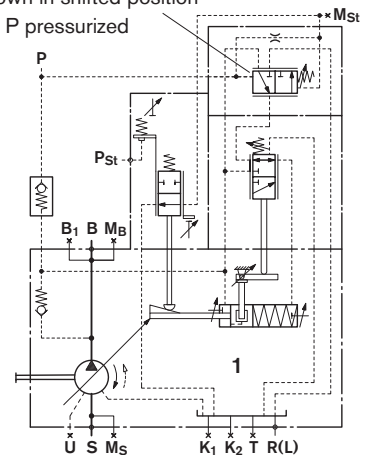 shown in shifted position
P pressurized
MSt
P
PSt
B1 B MB
1
U S MS K1 K2 T R(L)